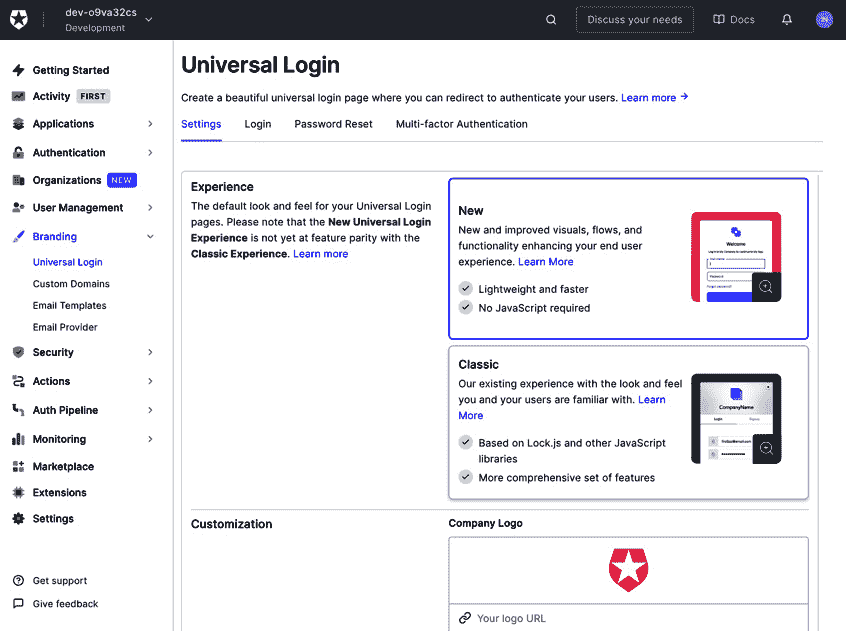 dev-o9va32cs
Development
Discuss your needs
Docs
Getting Started
Activity FIRST
Applications
Authentication
Organizations NEW
User Management
Branding
Universal Login
Custom Domains
Email Templates
Email Provider
Security
Actions
Auth Pipeline
Monitoring
Marketplace
Extensions
Settings
Get support
Give feedback
Universal Login
Create a beautiful universal login page where you can redirect to authenticate your users. Learn more →
Settings Login Password Reset Multi-factor Authentication
Experience
The default look and feel for your Universal Login
pages. Please note that the New Universal Login
Experience is not yet at feature parity with the
Classic Experience. Learn more
New
New and improved visuals, flows, and
functionality enhancing your end user
experience. Learn More
Lightweight and faster
No JavaScript required
Welcome
Classic
Our existing experience with the look and feel
you and your users are familiar with. Learn
More
Based on Lock.js and other JavaScript
libraries
More comprehensive set of features
CompanyName
Customization
Company Logo
Your logo URL